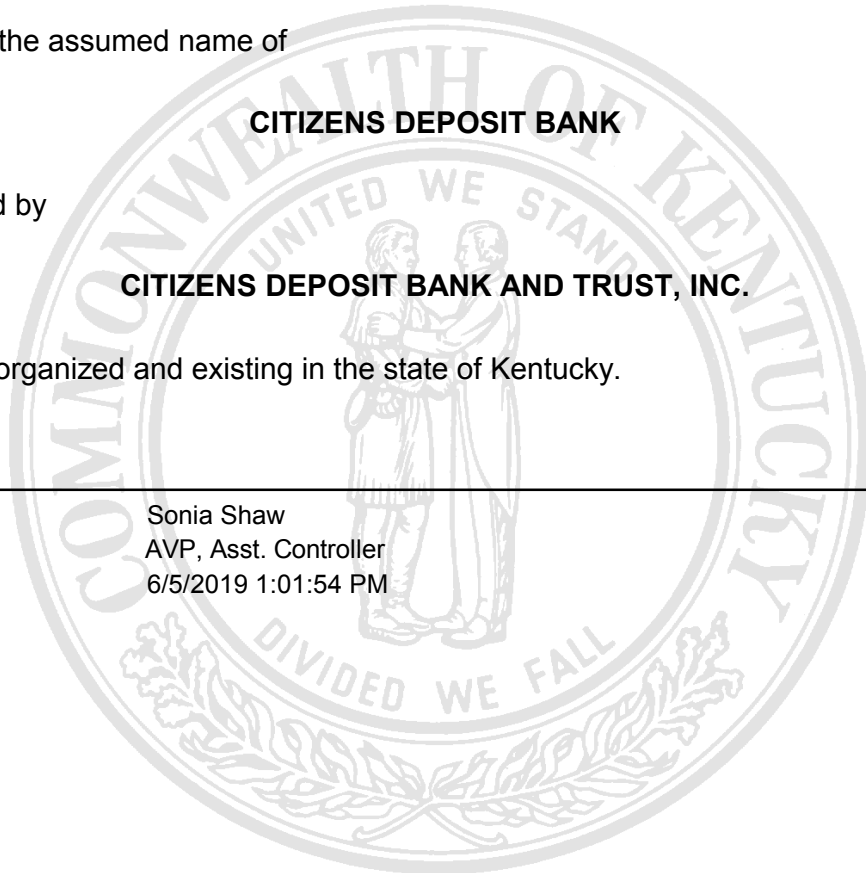 the assumed name of
CITIZENS DEPOSIT BANK
d by
CITIZENS DEPOSIT BANK AND TRUST, INC.
organized and existing in the state of Kentucky.
Sonia Shaw
AVP, Asst. Controller
6/5/2019 1:01:54 PM
COMMONWEALTH OF KENTUCKY
UNITED WE STAND
DIVIDED WE FALL